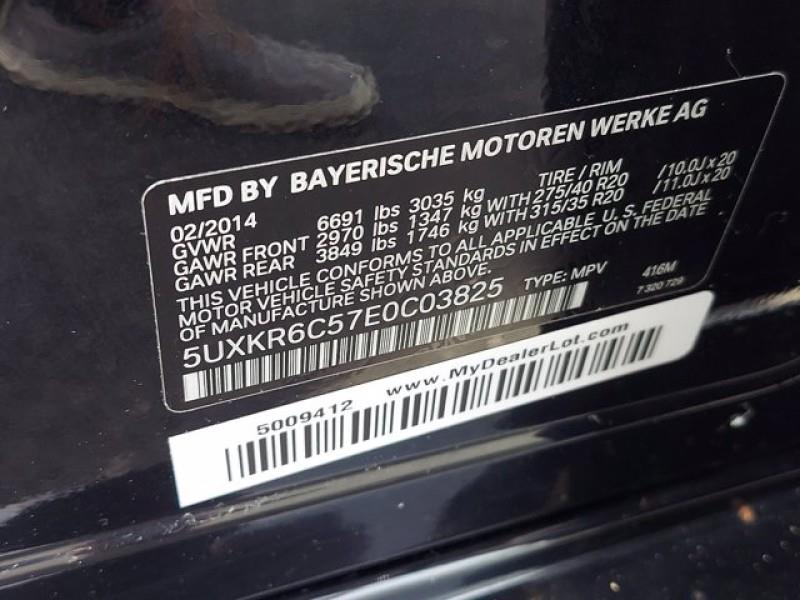 MFD BY BAYERISCHE MOTOREN WERKE AG
02/2014 TIRE / RIM
GVWR 6691 lbs 3035 kg
GAWR FRONT 2970 lbs 1347 kg WITH 275/40 R20 /10.0J x 20
GAWR REAR 3849 lbs 1746 kg WITH 315/35 R20 /11.0J x 20
THIS VEHICLE CONFORMS TO ALL APPLICABLE U. S. FEDERAL
MOTOR VEHICLE SAFETY STANDARDS IN EFFECT ON THE DATE
OF MANUFACTURE SHOWN ABOVE.
5UXKR6C57E0C03825 TYPE: MPV 416M
7 320 729
www.MyDealerLot.com
5009412